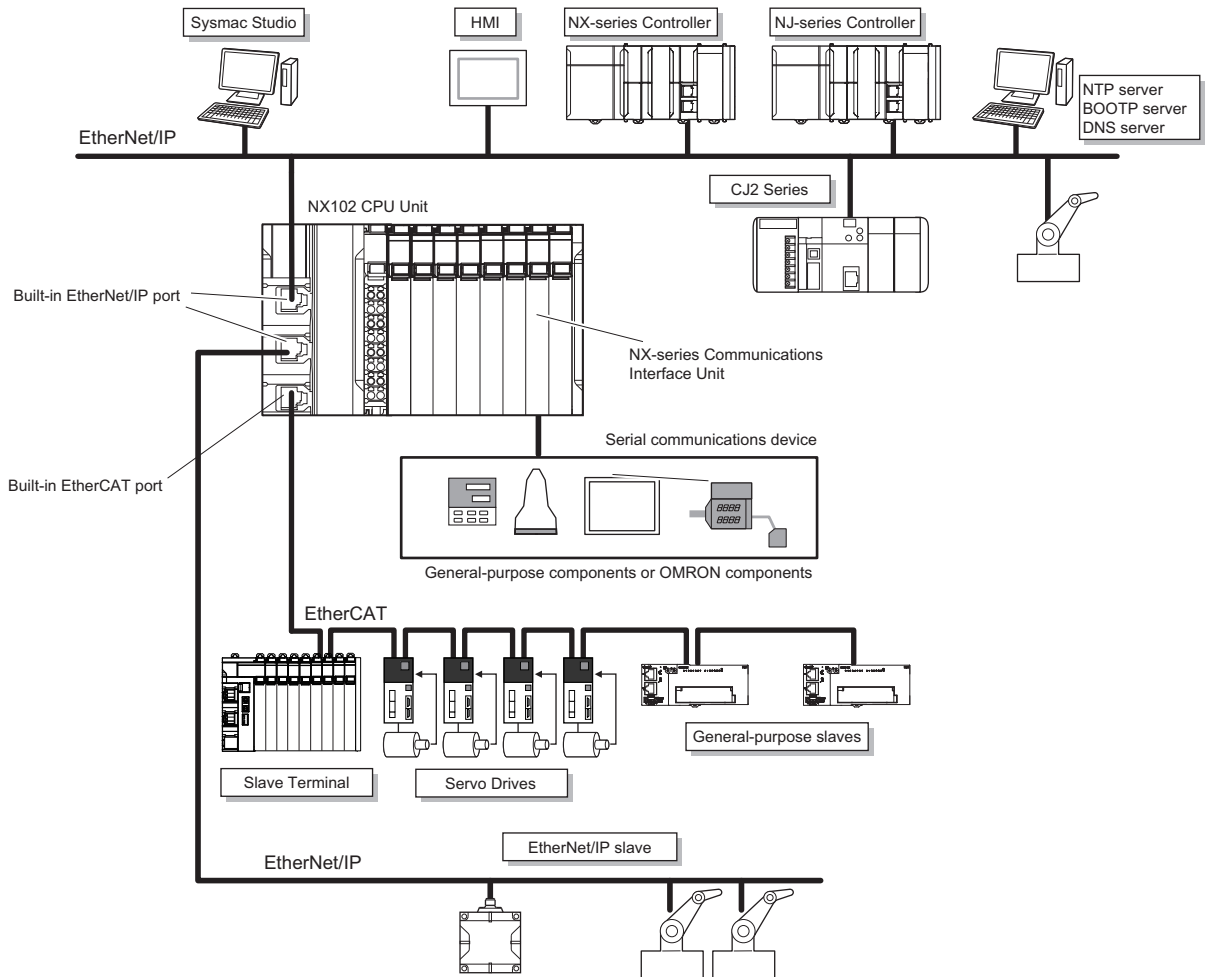 Sysmac Studio
HMI
NX-series Controller
NJ-series Controller
NTP server
BOOTP server
DNS server
EtherNet/IP
CJ2 Series
NX102 CPU Unit
Built-in EtherNet/IP port
NX-series Communications
Interface Unit
Serial communications device
Built-in EtherCAT port
8888
8888
General-purpose components or OMRON components
EtherCAT
General-purpose slaves
Slave Terminal
Servo Drives
EtherNet/IP slave
EtherNet/IP